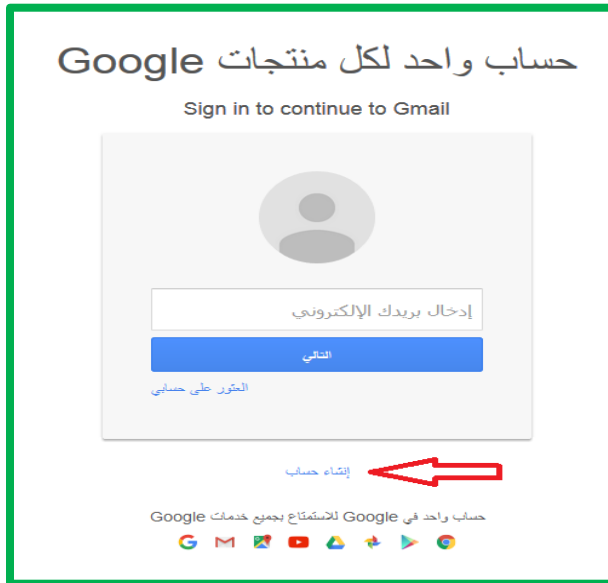 حساب واحد لكل منتجات Google
Sign in to continue to Gmail
إدخال بريدك الإلكتروني
التالي
العثور على حسابي
إنشاء حساب
حساب واحد في Google للاستمتاع بجميع خدمات Google